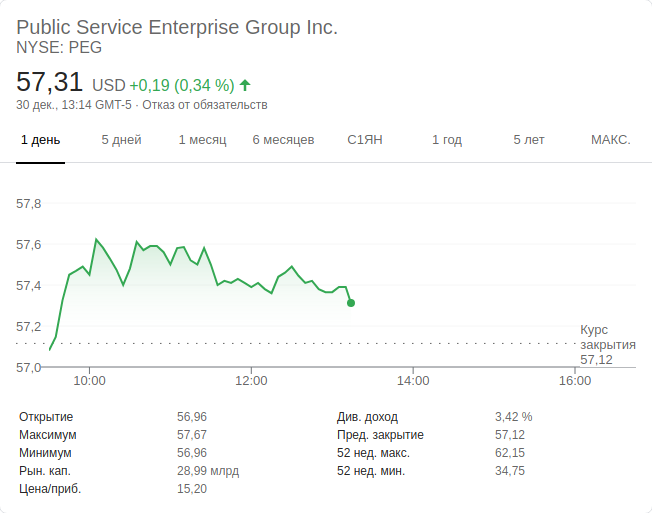 Public Service Enterprise Group Inc.
NYSE: PEG
57,31 USD +0,19 (0,34 %)
30 дек., 13:14 GMT-5 · Отказ от обязательств
1 день 5 дней 1 месяц 6 месяцев С1ЯН 1 год 5 лет МАКС.
57,8
57,6
57,4
57,2
57,0
Курс
закрытия
57,12
10:00 12:00 14:00 16:00
Открытие 56,96 Див. доход 3,42 %
Максимум 57,67 Пред. закрытие 57,12
Минимум 56,96 52 нед. макс. 62,15
Рын. кап. 28,99 млрд 52 нед. мин. 34,75
Цена/приб. 15,20